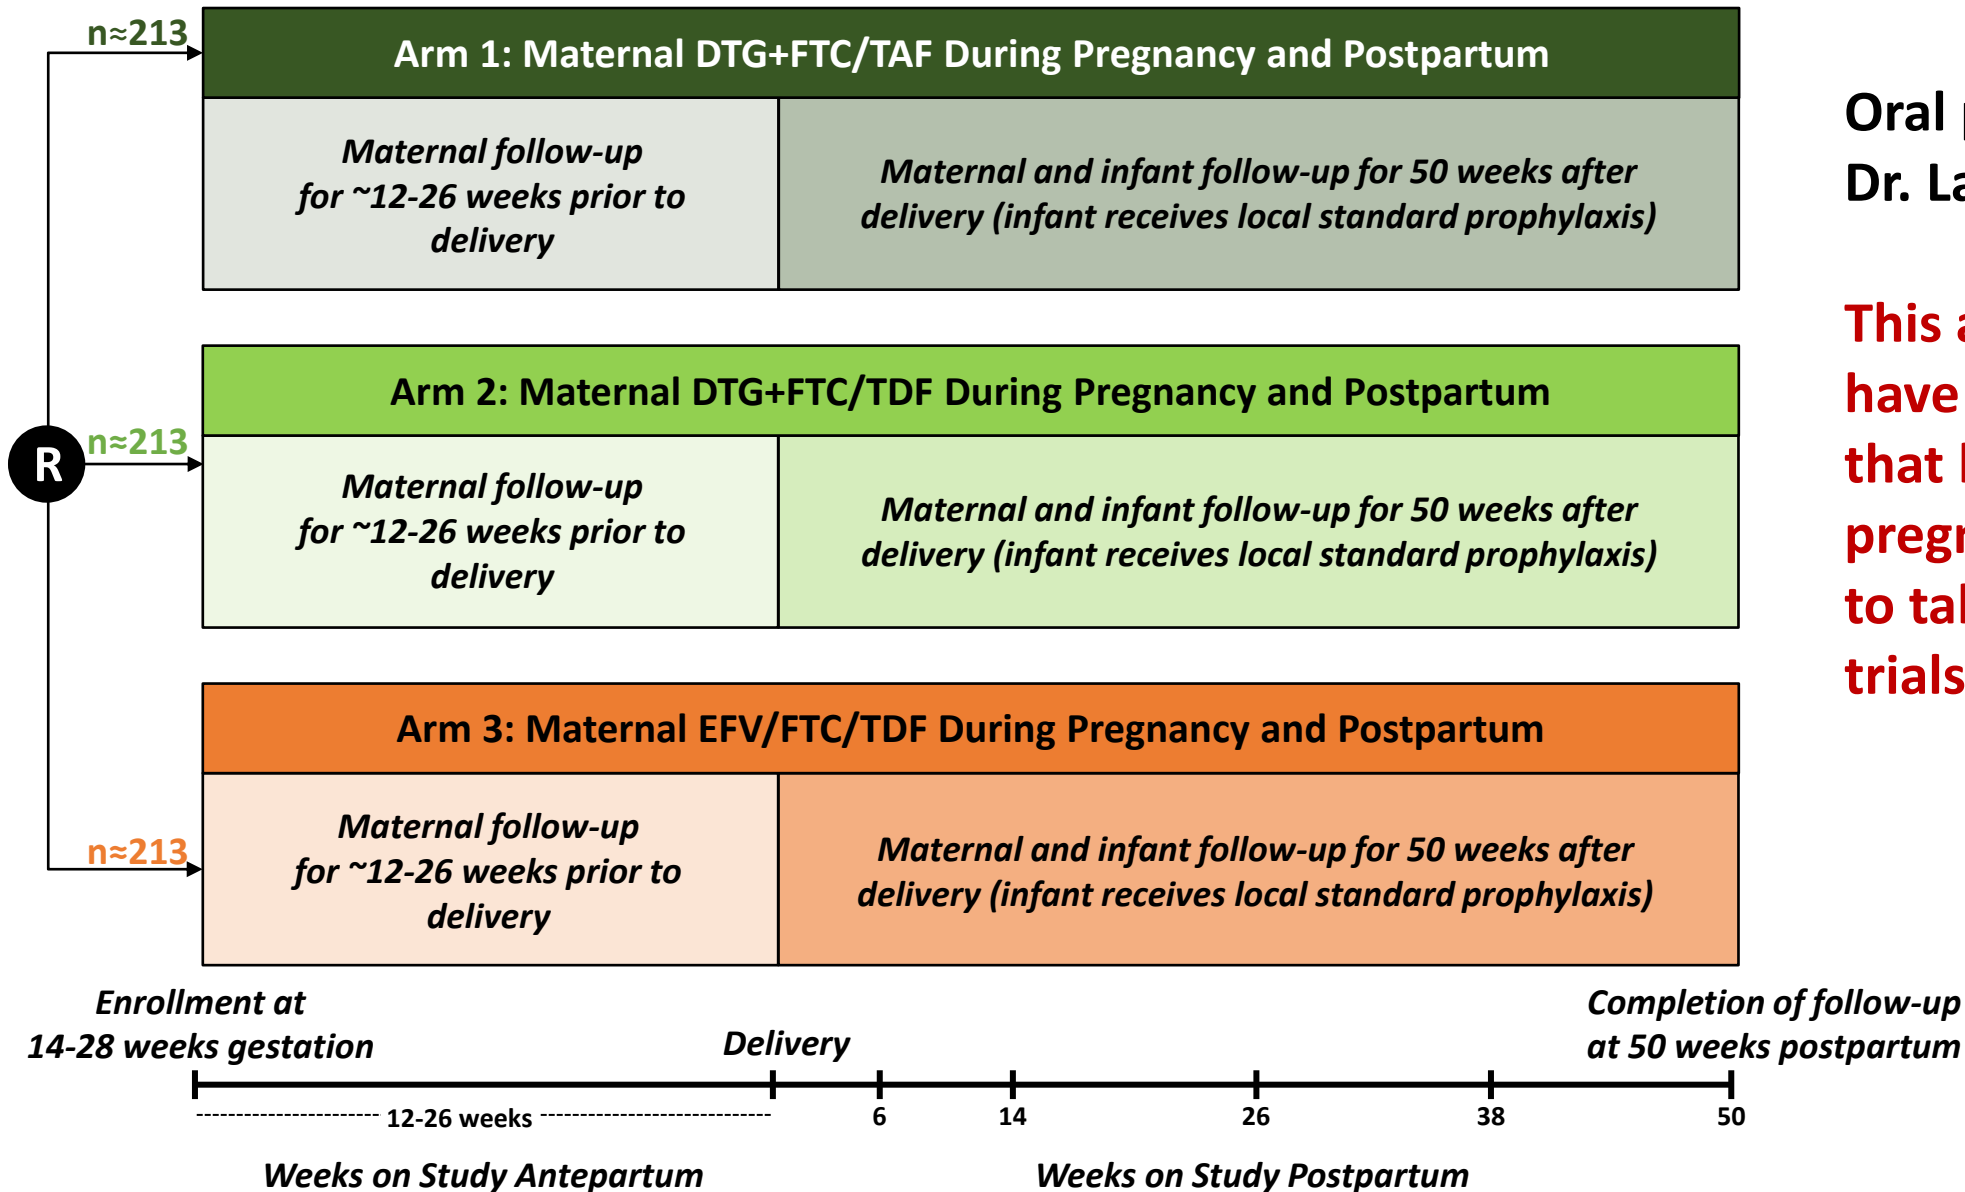 n≈213
Arm 1: Maternal DTG+FTC/TAF During Pregnancy and Postpartum
Maternal follow-up
for ~12-26 weeks prior to
delivery
Maternal and infant follow-up for 50 weeks after
delivery (infant receives local standard prophylaxis)
R
n≈213
Arm 2: Maternal DTG+FTC/TDF During Pregnancy and Postpartum
Maternal follow-up
for ~12-26 weeks prior to
delivery
Maternal and infant follow-up for 50 weeks after
delivery (infant receives local standard prophylaxis)
n≈213
Arm 3: Maternal EFV/FTC/TDF During Pregnancy and Postpartum
Maternal follow-up
for ~12-26 weeks prior to
delivery
Maternal and infant follow-up for 50 weeks after
delivery (infant receives local standard prophylaxis)
Enrollment at
14-28 weeks gestation
Delivery
Completion of follow-up
at 50 weeks postpartum
12-26 weeks
6 14 26 38 50
Weeks on Study Antepartum
Weeks on Study Postpartum
Oral
Dr.
This
have
that
to
trials